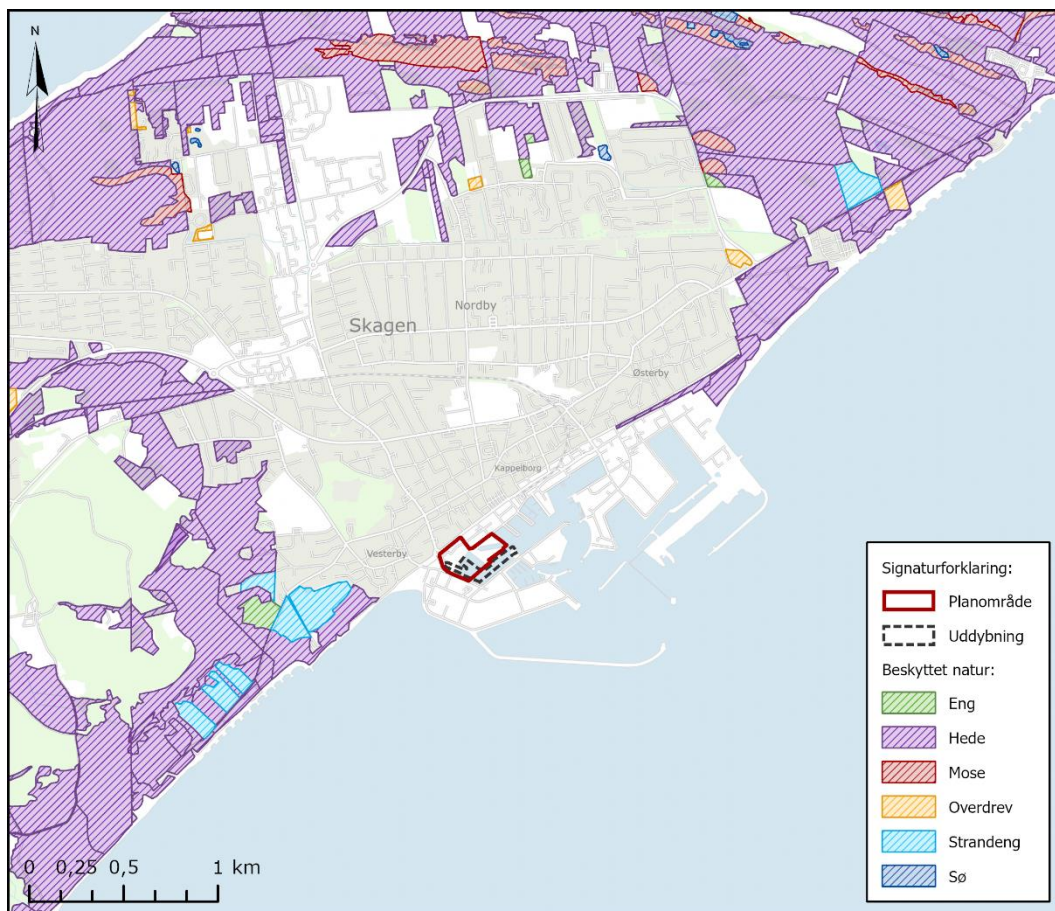 N
Nordby
Skagen
Østerby
Kappelborg
Vesterby
0 0,25 0,5 1 km
Signaturforklaring:
Planområde
Uddybning
Beskyttet natur:
Eng
Hede
Mose
Overdrev
Strandeng
Sø